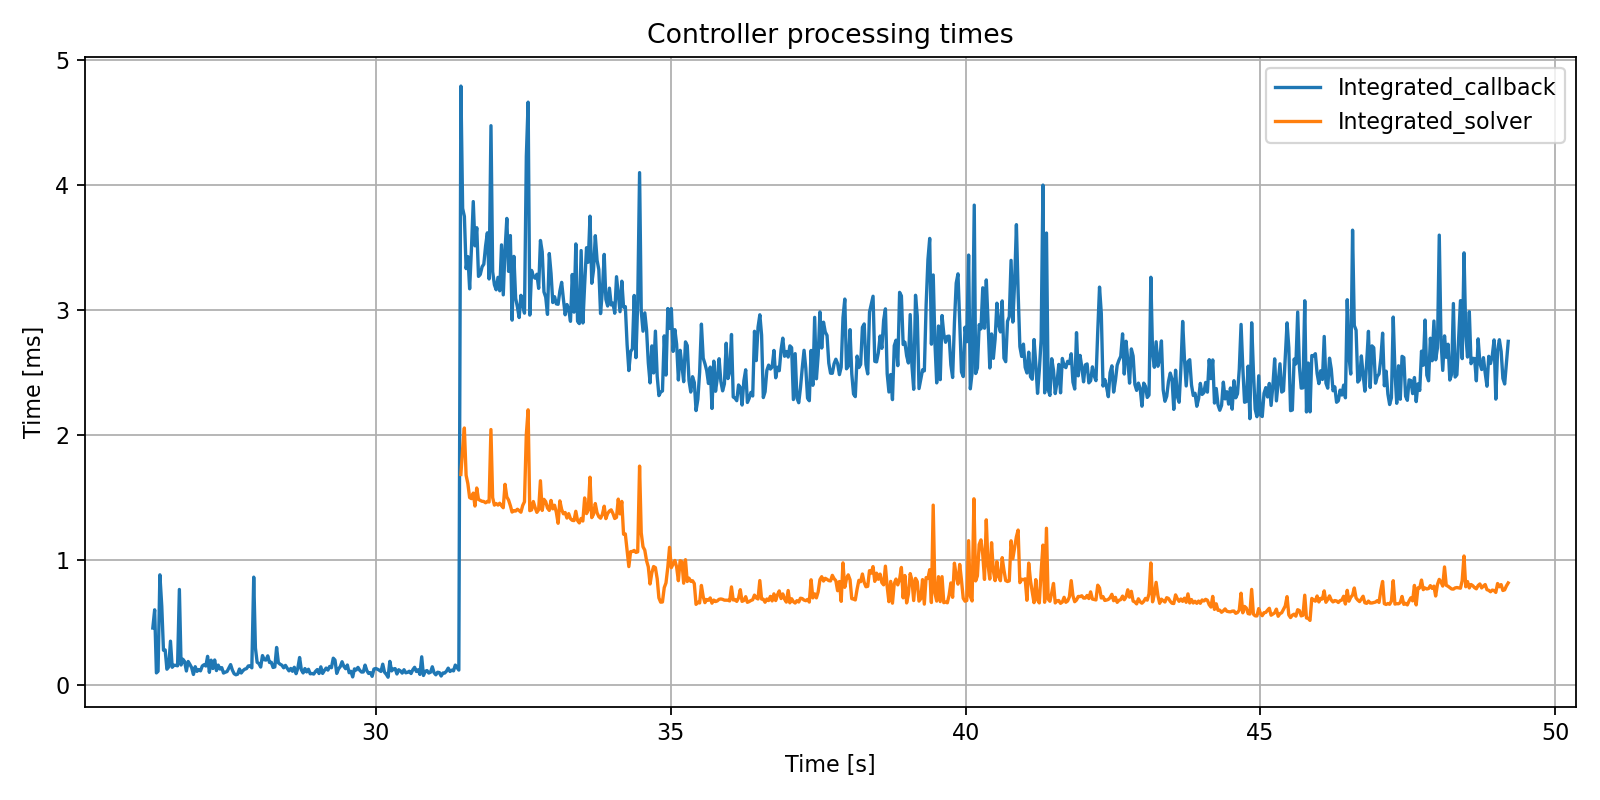 Controller processing times
Integrated_callback
Integrated_solver
Time [ms]
5
4
3
2
1
0
30 35 40 45 50
Time [s]